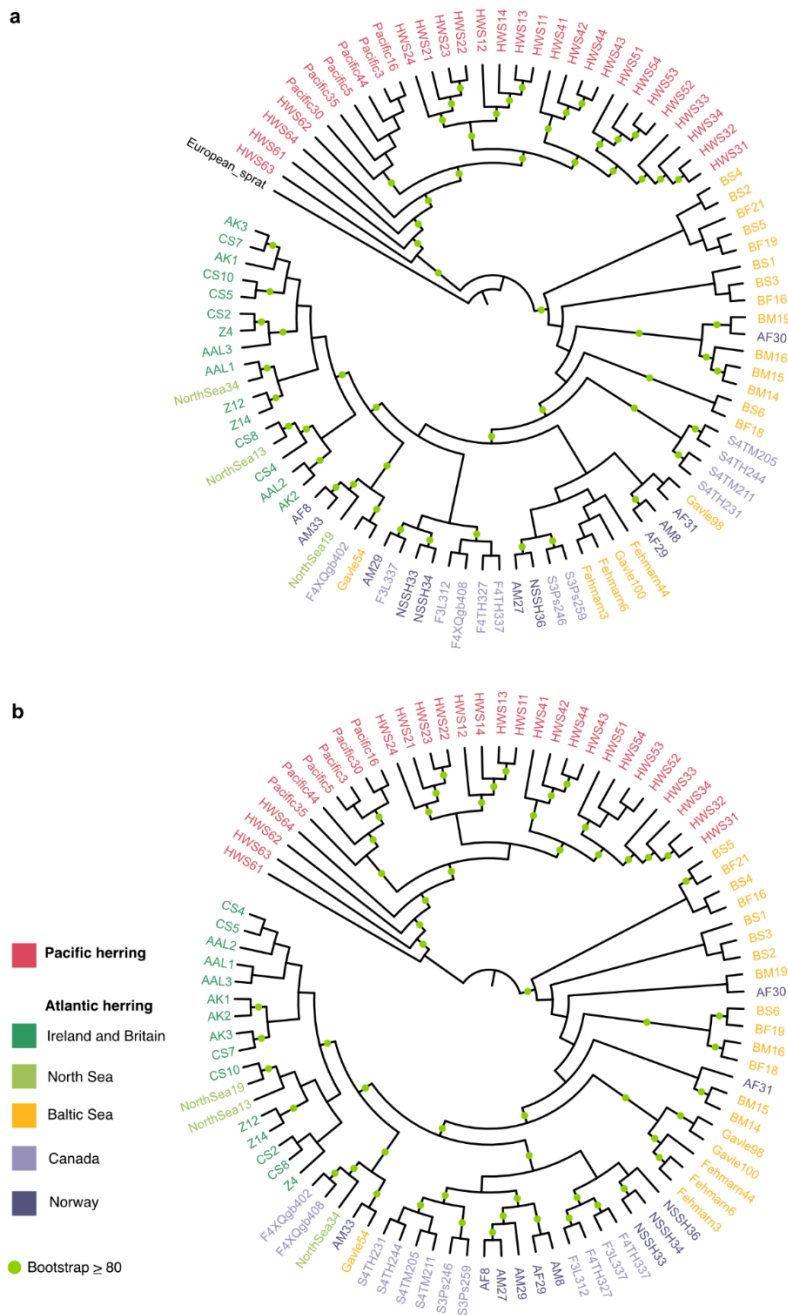 a
European_sprat
HWS63
HWS61
HWS64
HWS62
Pacific30
Pacific35
Pacific5
Pacific44
Pacific3
Pacific16
HWS24
HWS21
HWS23
HWS22
HWS12
HWS14
HWS13
HWS11
HWS41
HWS42
HWS44
HWS43
HWS51
HWS54
HWS53
HWS52
HWS33
HWS34
HWS32
HWS31
BS4
BS2
BF21
BS5
BF19
BS1
BS3
BF16
BM19
AF30
BM16
BM15
BM14
BS6
BF18
S4TM205
S4TH244
S4TM211
S4TH231
Gavle98
AF31
AM8
AF29
Fehmarn44
Gavle100
Fehmarn6
Fehmarn3
S3Ps259
S3Ps246
NSSH36
AM27
F4TH337
F4TH327
F4XQgb408
F3L312
NSSH34
NSSH33
F3L337
AM29
Gavle54
F4XQgb402
NorthSea19
AM33
AF8
AK2
AAL2
CS4
NorthSea13
CS8
Z14
Z12
NorthSea34
AAL1
AAL3
Z4
CS2
CS5
CS10
AK1
CS7
AK3
b
HWS61
HWS63
HWS62
HWS64
Pacific44
Pacific35
Pacific5
Pacific3
Pacific30
Pacific16
HWS24
HWS21
HWS23
HWS22
HWS12
HWS14
HWS13
HWS11
HWS41
HWS42
HWS44
HWS43
HWS51
HWS54
HWS53
HWS52
HWS33
HWS34
HWS32
HWS31
BS5
BF21
BS4
BF16
BS1
BS3
BS2
BM19
AF30
BS6
BF19
BM16
BF18
AF31
BM15
BM14
Gavle98
Gavle100
Fehmarn44
Fehmarn6
Fehmarn3
NSSH36
NSSH34
NSSH33
F4TH337
F3L337
F4TH327
F3L312
AM8
AF29
AM29
AM27
AF8
S3Ps259
S3Ps246
S4TM211
S4TM205
S4TH244
S4TH231
Gavle54
AM33
NorthSea34
F4XQgb408
F4XQgb402
Z4
CS8
CS2
Z14
Z12
NorthSea13
NorthSea19
CS10
CS7
AK3
AK2
AK1
AAL3
AAL1
AAL2
CS5
CS4
Pacific herring
Atlantic herring
Ireland and Britain
North Sea
Baltic Sea
Canada
Norway
Bootstrap ≥ 80